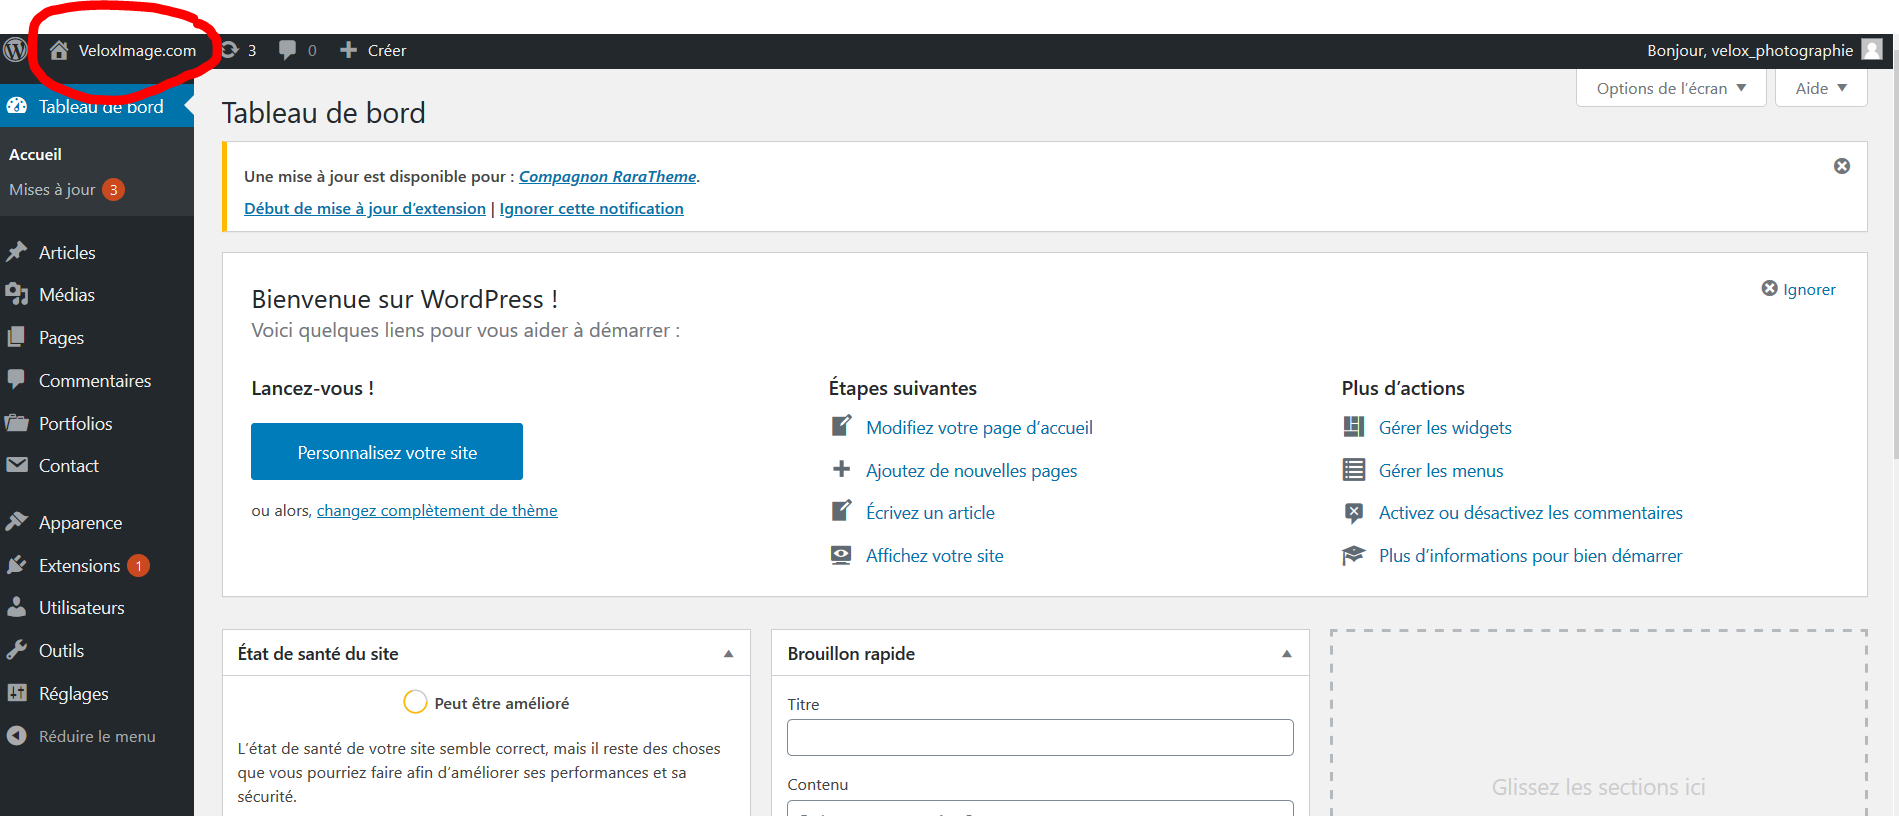 VeloxImage.com 3 0 Créer Bonjour, velox_photographie
Tableau de bord
Accueil
Mises à jour 3
Articles
Médias
Pages
Commentaires
Portfolios
Contact
Apparence
Extensions 1
Utilisateurs
Outils
Réglages
Réduire le menu
Options de l’écran Aide
Tableau de bord
Une mise à jour est disponible pour : Compagnon RaraTheme.
Début de mise à jour d’extension | Ignorer cette notification
Bienvenue sur WordPress !
Ignorer
Voici quelques liens pour vous aider à démarrer :
Lancez-vous !
Personnalisez votre site
ou alors, changez complètement de thème
Étapes suivantes
Modifiez votre page d’accueil
Ajoutez de nouvelles pages
Écrivez un article
Affichez votre site
Plus d’actions
Gérer les widgets
Gérer les menus
Activez ou désactivez les commentaires
Plus d’informations pour bien démarrer
État de santé du site
Peut être amélioré
L’état de santé de votre site semble correct, mais il reste des choses
que vous pourriez faire afin d’améliorer ses performances et sa
sécurité.
Brouillon rapide
Titre
Contenu
Glissez les sections ici